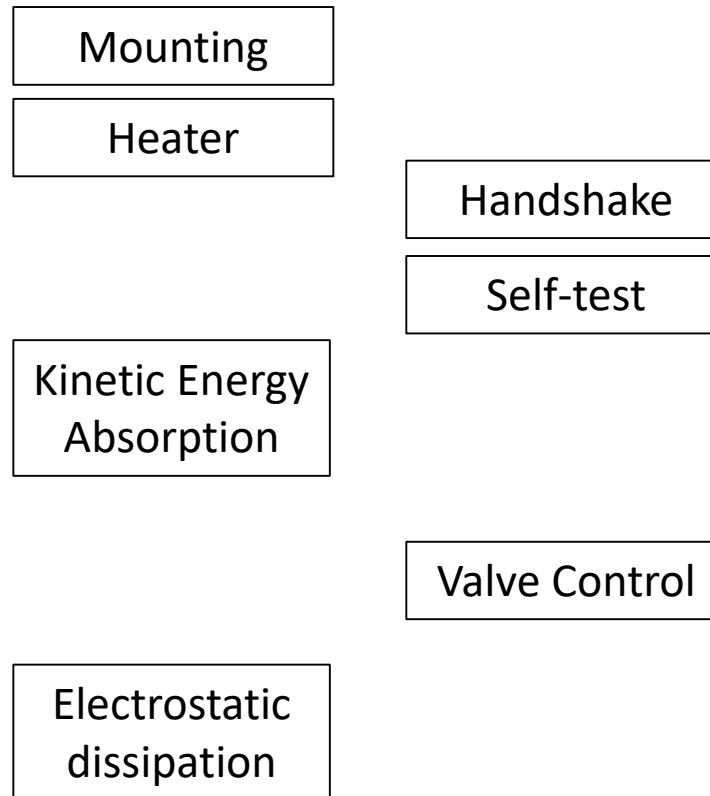 Mounting
Heater
Handshake
Self-test
Kinetic Energy
Absorption
Valve Control
Electrostatic
dissipation